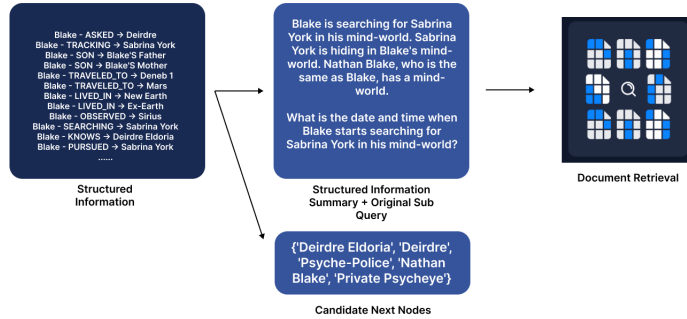 Blake - ASKED → Deirdre
Blake - TRACKING → Sabrina York
Blake - SON → Blake'S Father
Blake - SON → Blake'S Mother
Blake - TRAVELED_TO → Deneb 1
Blake - TRAVELED_TO → Mars
Blake - LIVED_IN → New Earth
Blake - LIVED_IN → Ex-Earth
Blake - OBSERVED → Sirius
Blake - SEARCHING → Sabrina York
Blake - KNOWS → Deirdre Eldoria
Blake - PURSUED → Sabrina York
......
Structured
Information
Blake is searching for Sabrina
York in his mind-world. Sabrina
York is hiding in Blake's mind-
world. Nathan Blake, who is the
same as Blake, has a mind-
world.
What is the date and time when
Blake starts searching for
Sabrina York in his mind-world?
Structured Information
Summary + Original Sub
Query
{'Deirdre Eldoria', 'Deirdre',
'Psyche-Police', 'Nathan
Blake', 'Private Psycheye'}
Candidate Next Nodes
Document Retrieval